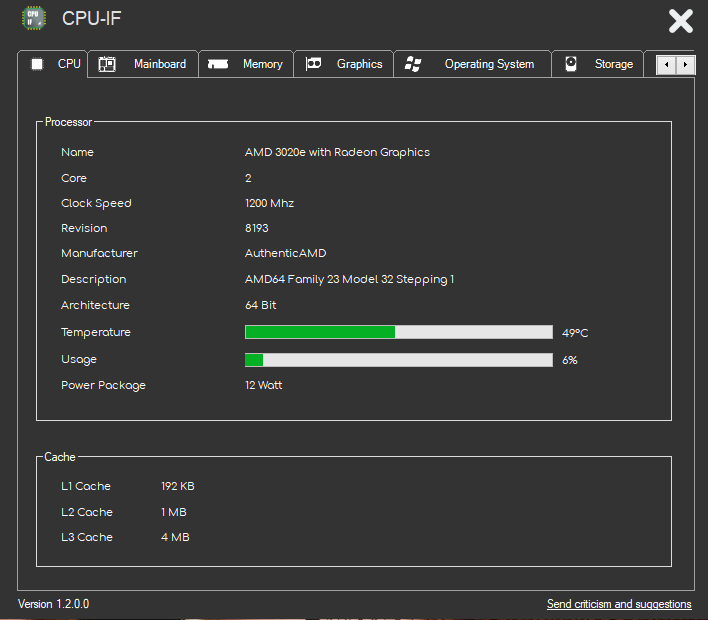 CPU IF
CPU-IF
CPU Mainboard Memory Graphics Operating System Storage
Processor
Name AMD 3020e with Radeon Graphics
Core 2
Clock Speed 1200 Mhz
Revision 8193
Manufacturer AuthenticAMD
Description AMD64 Family 23 Model 32 Stepping 1
Architecture 64 Bit
Temperature 49°C
Usage 6%
Power Package 12 Watt
Cache
L1 Cache 192 KB
L2 Cache 1 MB
L3 Cache 4 MB
Version 1.2.0.0 Send criticism and suggestions